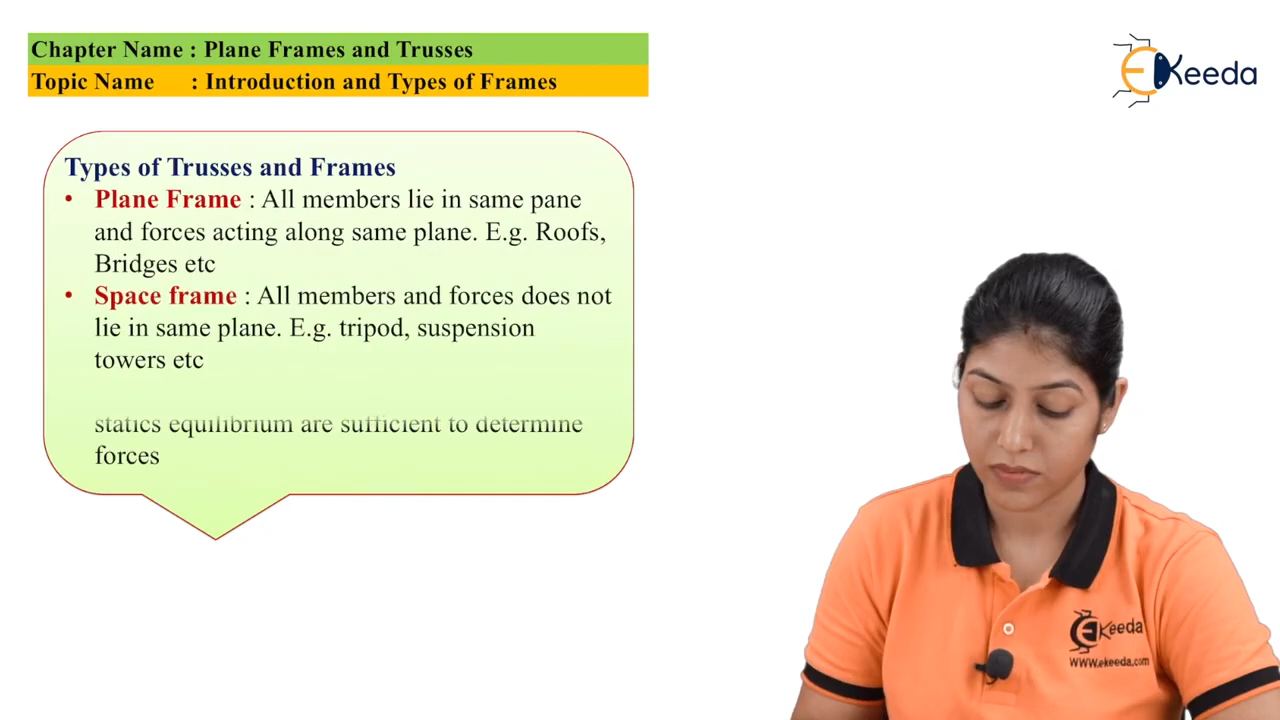 Chapter Name : Plane Frames and Trusses
Topic Name : Introduction and Types of Frames
EKeeda
Types of Trusses and Frames
• Plane Frame : All members lie in same pane
and forces acting along same plane. E.g. Roofs,
Bridges etc
• Space frame : All members and forces does not
lie in same plane. E.g. tripod, suspension
towers etc
statics equilibrium are sufficient to determine
forces
EKeeda
www.ekeeda.com